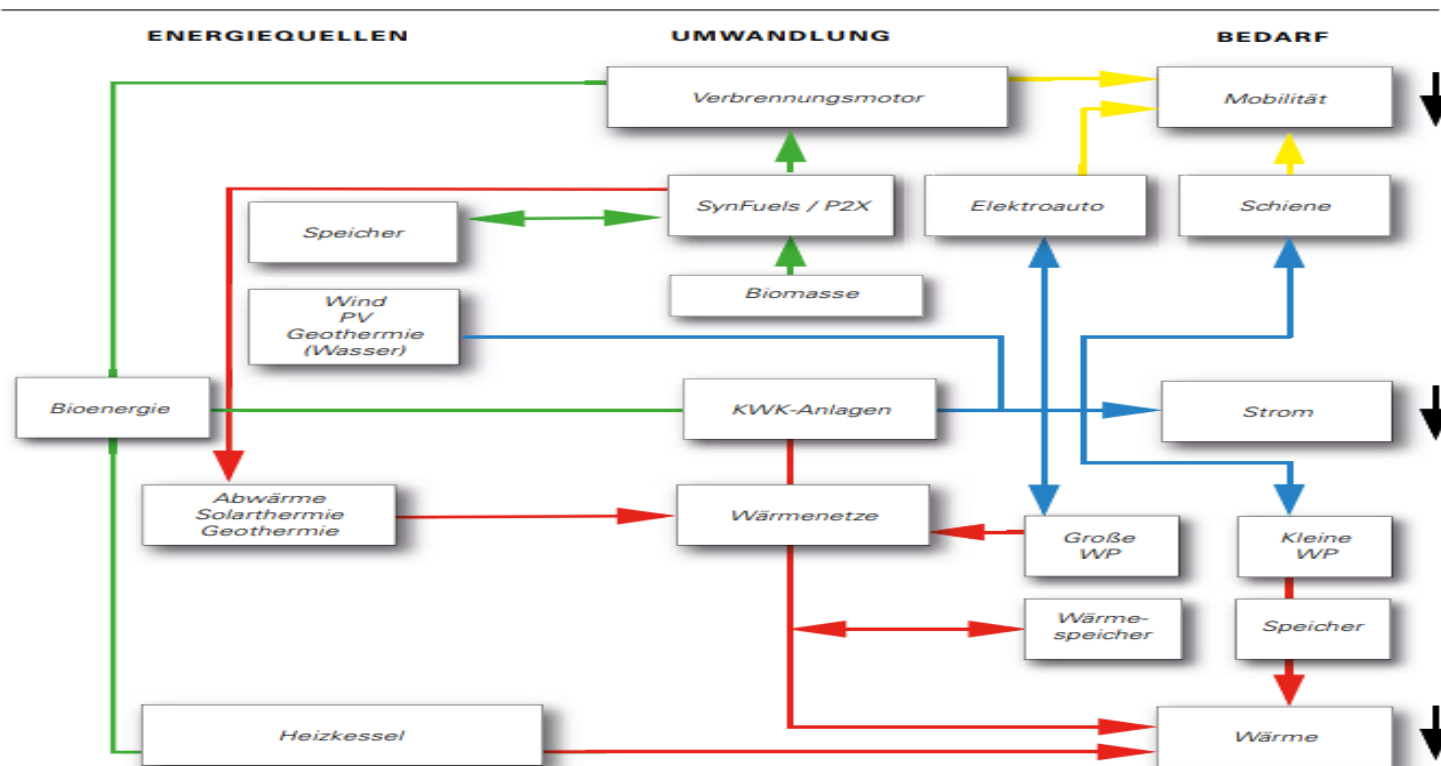 ENERGIEQUELLEN
UMWANDLUNG
BEDARF
Verbrennungsmotor
Mobilität
SynFuels / P2X
Elektroauto
Schiene
Speicher
Biomasse
Wind
PV
Geothermie
(Wasser)
Bioenergie
KWK-Anlagen
Strom
Abwärme
Solarthermie
Geothermie
Wärmenetze
Große
WP
Kleine
WP
Wärme-
speicher
Speicher
Heizkessel
Wärme